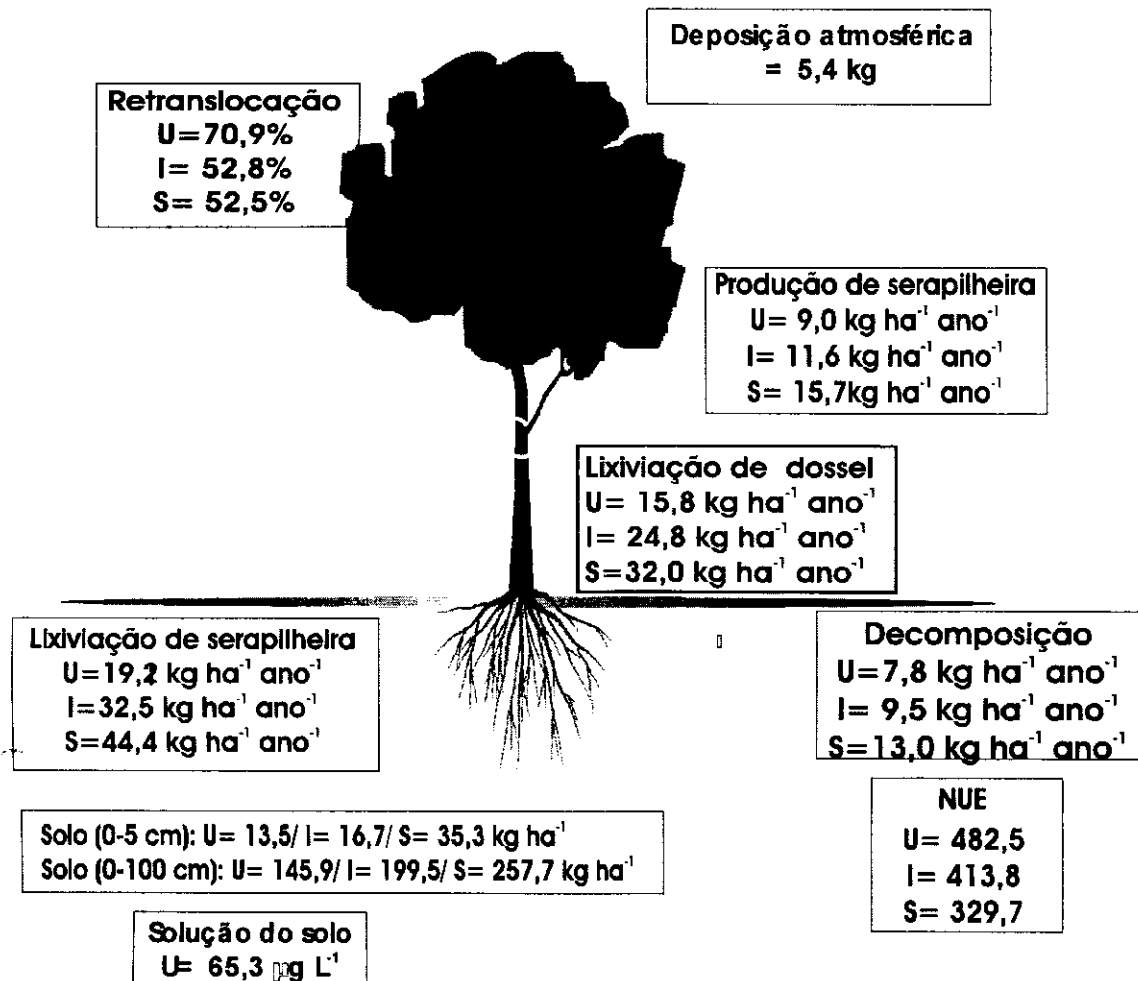 Deposição atmosférica
= 5,4 kg
Retranslocação
U=70,9%
I= 52,8%
S= 52,5%
Produção de serapilheira
U= 9,0 kg ha⁻¹ ano⁻¹
I= 11,6 kg ha⁻¹ ano⁻¹
S= 15,7kg ha⁻¹ ano⁻¹
Lixiviação de dossel
U= 15,8 kg ha⁻¹ ano⁻¹
I= 24,8 kg ha⁻¹ ano⁻¹
S=32,0 kg ha⁻¹ ano⁻¹
Lixiviação de serapilheira
U=19,2 kg ha⁻¹ ano⁻¹
I=32,5 kg ha⁻¹ ano⁻¹
S=44,4 kg ha⁻¹ ano⁻¹
Decomposição
U=7,8 kg ha⁻¹ ano⁻¹
I= 9,5 kg ha⁻¹ ano⁻¹
S=13,0 kg ha⁻¹ ano⁻¹
NUE
U= 482,5
I= 413,8
S= 329,7
Solo (0-5 cm): U= 13,5/ I= 16,7/ S= 35,3 kg ha⁻¹
Solo (0-100 cm): U= 145,9/ I= 199,5/ S= 257,7 kg ha⁻¹
Solução do solo
U= 65,3 µg L⁻¹